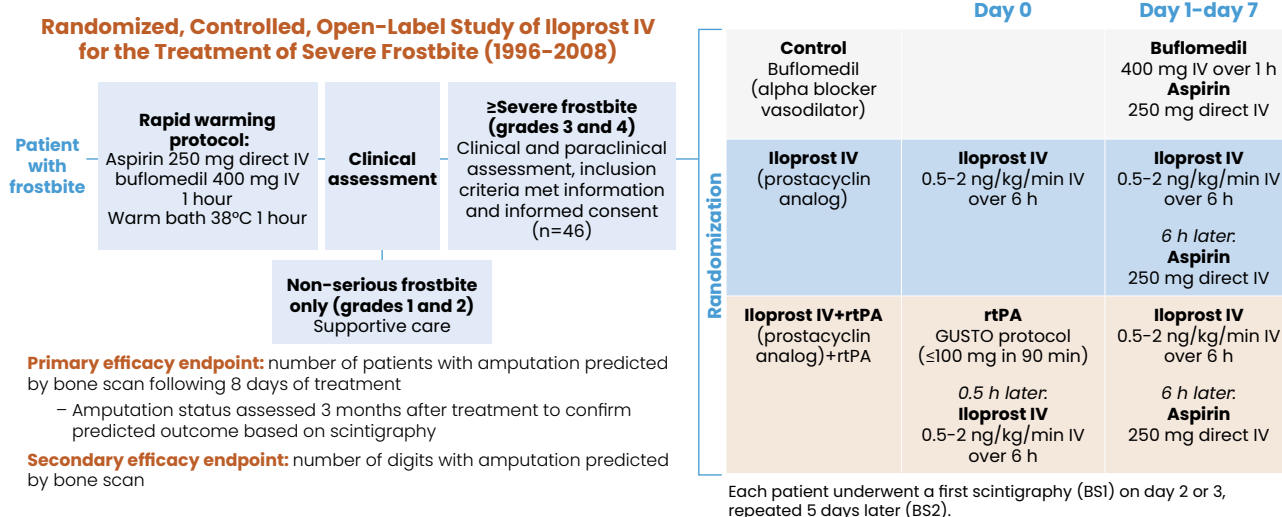 Randomized, Controlled, Open-Label Study of Iloprost IV
for the Treatment of Severe Frostbite (1996-2008)
Patient
with
frostbite
Rapid warming
protocol:
Aspirin 250 mg direct IV
buflomedil 400 mg IV
1 hour
Warm bath 38°C 1 hour
Clinical
assessment
≥Severe frostbite
(grades 3 and 4)
Clinical and paraclinical
assessment, inclusion
criteria met information
and informed consent
(n=46)
Non-serious frostbite
only (grades 1 and 2)
Supportive care
Primary efficacy endpoint: number of patients with amputation predicted
by bone scan following 8 days of treatment
– Amputation status assessed 3 months after treatment to confirm
predicted outcome based on scintigraphy
Secondary efficacy endpoint: number of digits with amputation predicted
by bone scan
Randomization
Day 0
Day 1-day 7
Control
Buflomedil
(alpha blocker
vasodilator)
Buflomedil
400 mg IV over 1 h
Aspirin
250 mg direct IV
Iloprost IV
(prostacyclin
analog)
Iloprost IV
0.5-2 ng/kg/min IV
over 6 h
Iloprost IV
0.5-2 ng/kg/min IV
over 6 h
6 h later:
Aspirin
250 mg direct IV
Iloprost IV+rtPA
(prostacyclin
analog)+rtPA
rtPA
GUSTO protocol
(≤100 mg in 90 min)
0.5 h later:
Iloprost IV
0.5-2 ng/kg/min IV
over 6 h
Iloprost IV
0.5-2 ng/kg/min IV
over 6 h
6 h later:
Aspirin
250 mg direct IV
Each patient underwent a first scintigraphy (BS1) on day 2 or 3,
repeated 5 days later (BS2).